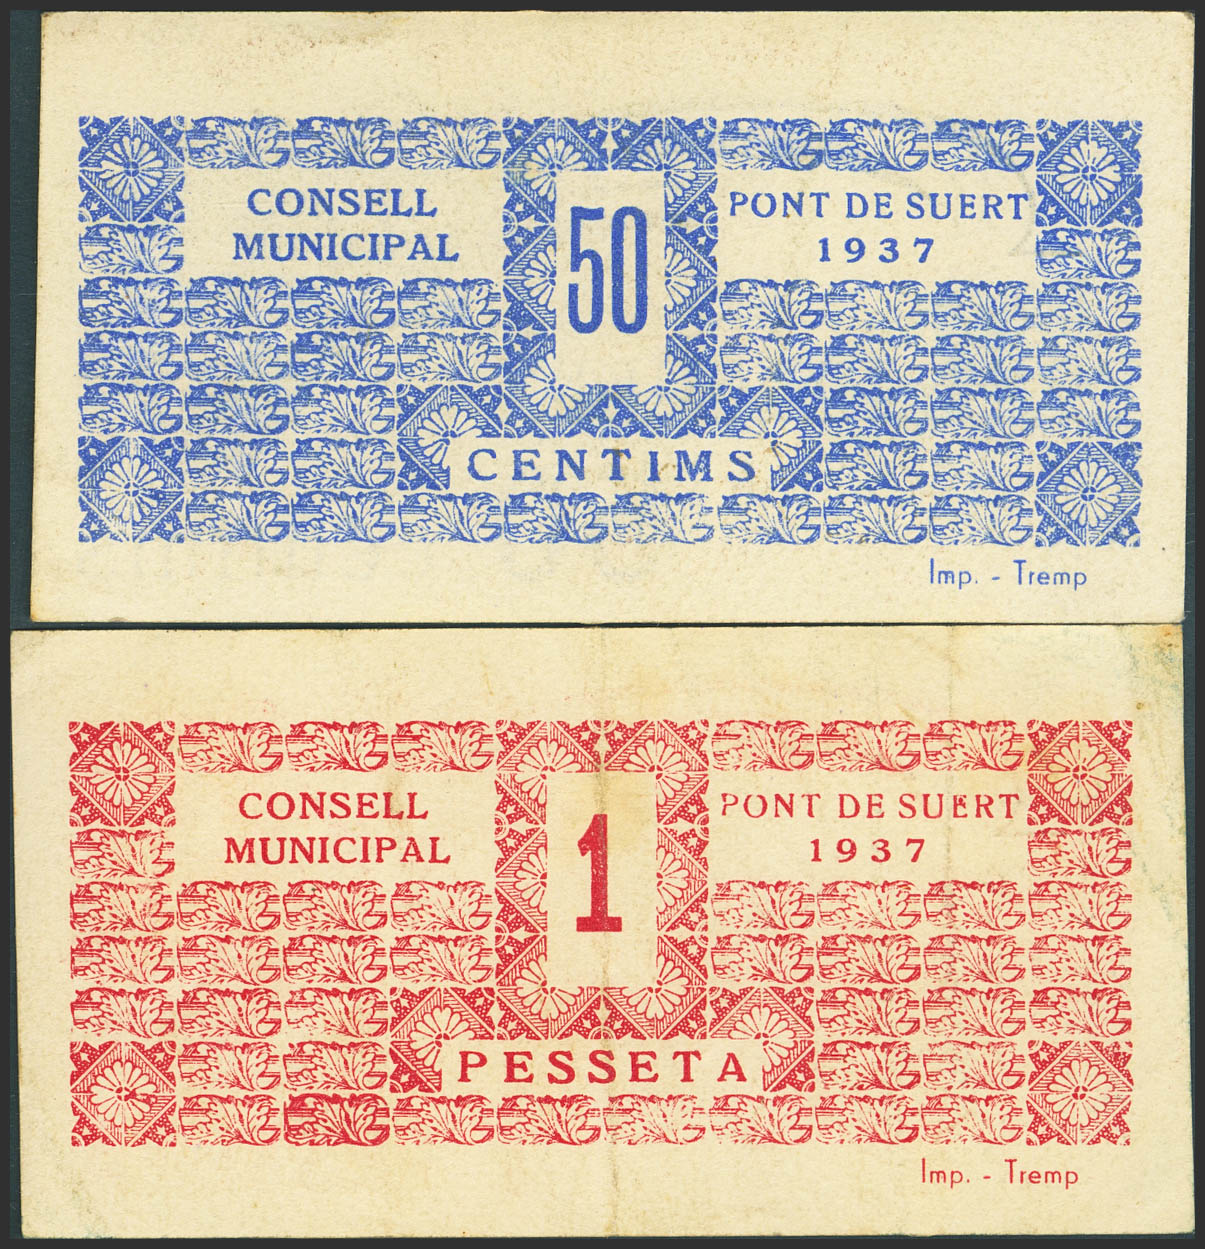 CONSELL
MUNICIPAL
50
PONT DE SUERT
1937
CENTIMS
Imp. - Tremp
CONSELL
MUNICIPAL
1
PONT DE SUERT
1937
PESSETA
Imp. - Tremp